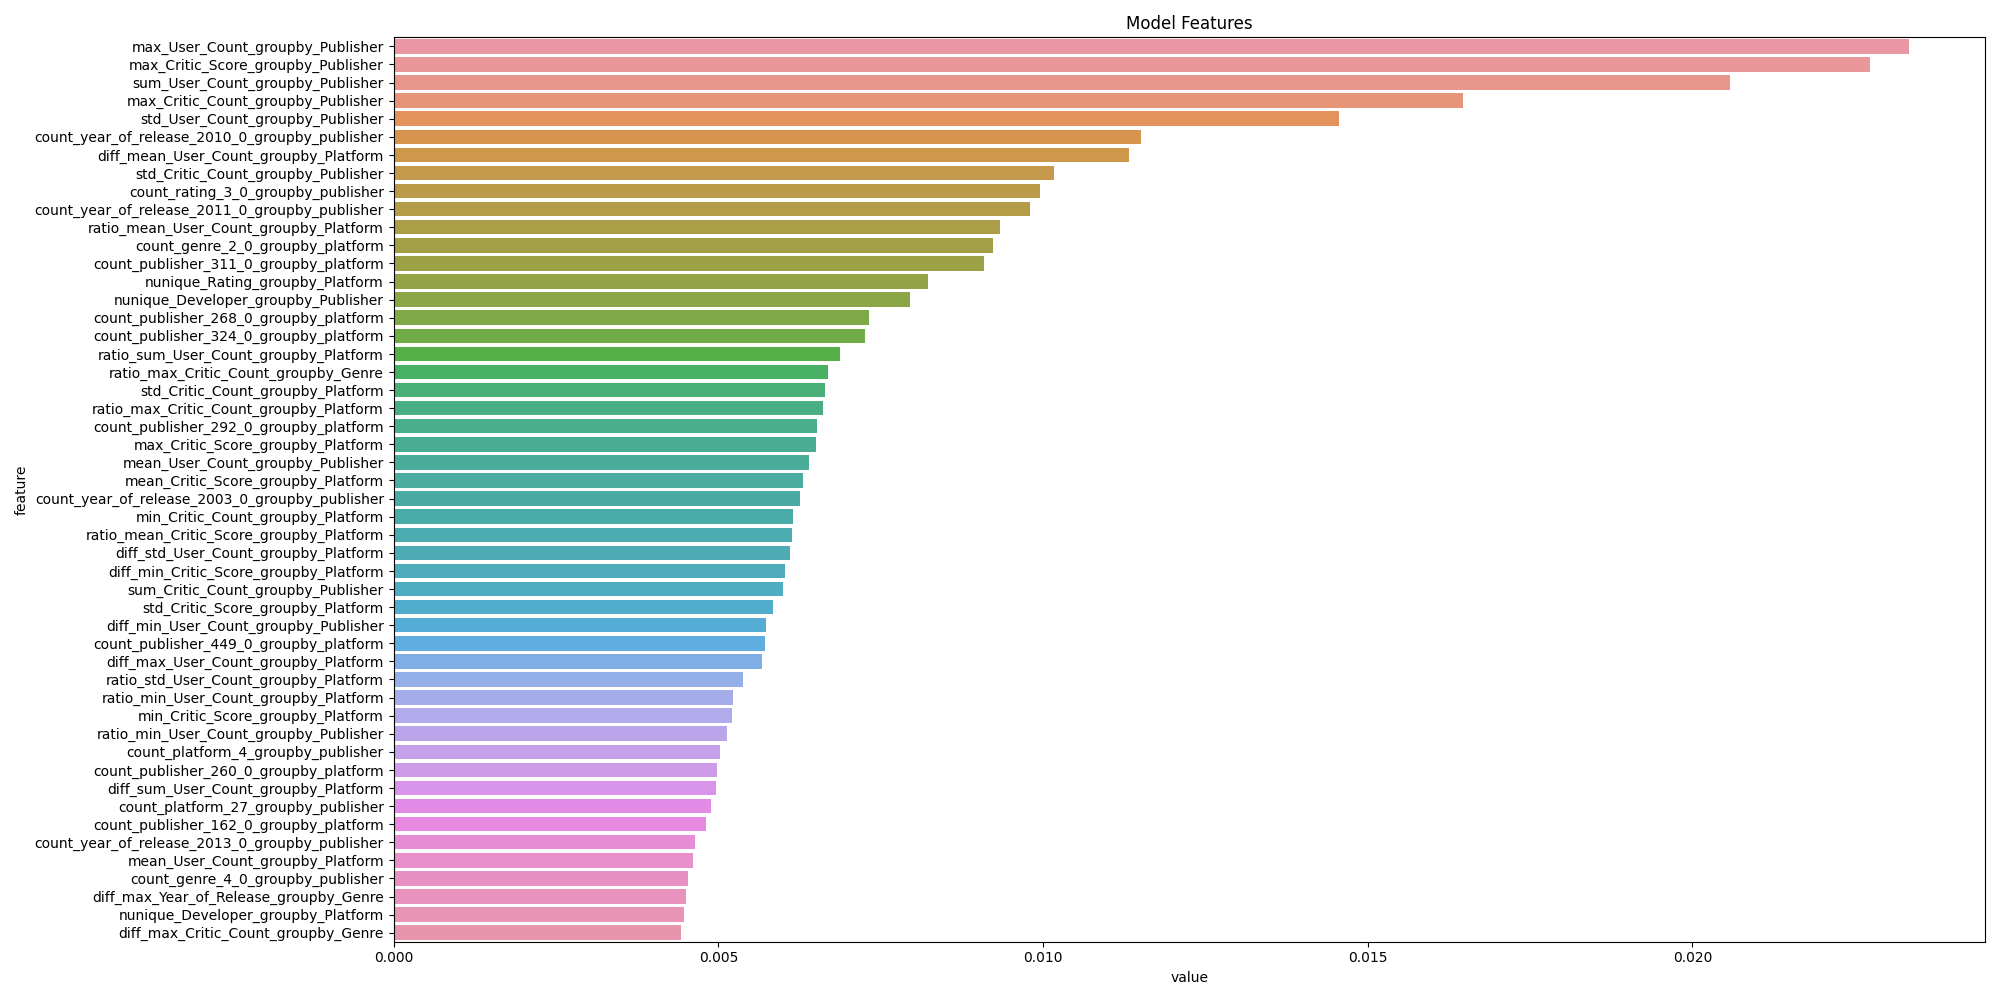 Model Features
max_User_Count_groupby_Publisher
max_Critic_Score_groupby_Publisher
sum_User_Count_groupby_Publisher
max_Critic_Count_groupby_Publisher
std_User_Count_groupby_Publisher
count_year_of_release_2010_0_groupby_publisher
diff_mean_User_Count_groupby_Platform
std_Critic_Count_groupby_Publisher
count_rating_3_0_groupby_publisher
count_year_of_release_2011_0_groupby_publisher
ratio_mean_User_Count_groupby_Platform
count_genre_2_0_groupby_platform
count_publisher_311_0_groupby_platform
nunique_Rating_groupby_Platform
nunique_Developer_groupby_Publisher
count_publisher_268_0_groupby_platform
count_publisher_324_0_groupby_platform
ratio_sum_User_Count_groupby_Platform
ratio_max_Critic_Count_groupby_Genre
std_Critic_Count_groupby_Platform
ratio_max_Critic_Count_groupby_Platform
count_publisher_292_0_groupby_platform
max_Critic_Score_groupby_Platform
mean_User_Count_groupby_Publisher
mean_Critic_Score_groupby_Platform
count_year_of_release_2003_0_groupby_publisher
min_Critic_Count_groupby_Platform
ratio_mean_Critic_Score_groupby_Platform
diff_std_User_Count_groupby_Platform
diff_min_Critic_Score_groupby_Platform
sum_Critic_Count_groupby_Publisher
std_Critic_Score_groupby_Platform
diff_min_User_Count_groupby_Publisher
count_publisher_449_0_groupby_platform
diff_max_User_Count_groupby_Platform
ratio_std_User_Count_groupby_Platform
ratio_min_User_Count_groupby_Platform
min_Critic_Score_groupby_Platform
ratio_min_User_Count_groupby_Publisher
count_platform_4_groupby_publisher
count_publisher_260_0_groupby_platform
diff_sum_User_Count_groupby_Platform
count_platform_27_groupby_publisher
count_publisher_162_0_groupby_platform
count_year_of_release_2013_0_groupby_publisher
mean_User_Count_groupby_Platform
count_genre_4_0_groupby_publisher
diff_max_Year_of_Release_groupby_Genre
nunique_Developer_groupby_Platform
diff_max_Critic_Count_groupby_Genre
feature
0.000 0.005 0.010 0.015 0.020
value